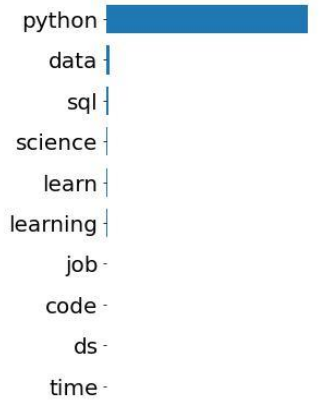 python
data
sql
science
learn
learning
job
code
ds
time